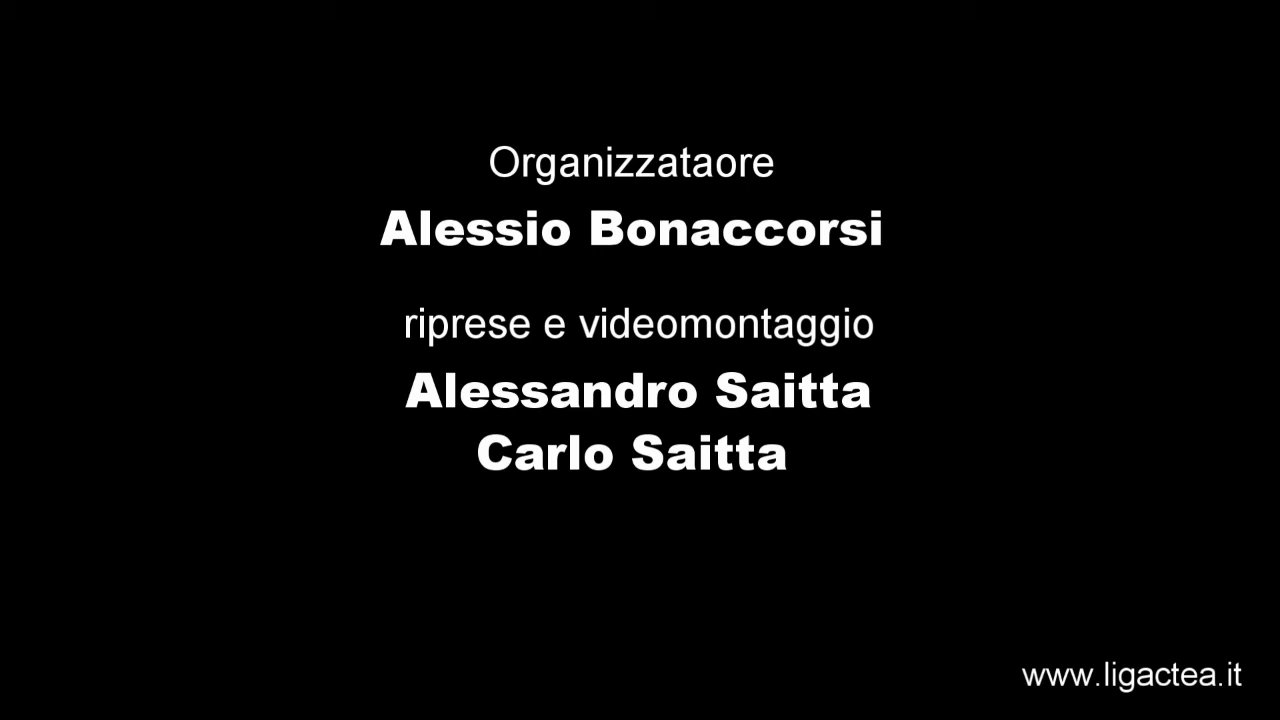 Organizzataore
Alessio Bonaccorsi
riprese e videomontaggio
Alessandro Saitta
Carlo Saitta
www.ligactea.it